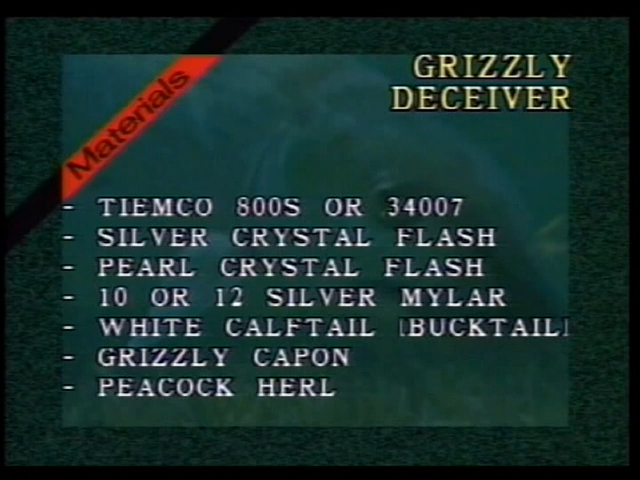 Materials
GRIZZLY
DECEIVER
- TIEMCO 800S OR 34007
- SILVER CRYSTAL FLASH
- PEARL CRYSTAL FLASH
- 10 OR 12 SILVER MYLAR
- WHITE CALFTAIL [BUCKTAIL]
- GRIZZLY CAPON
- PEACOCK HERL